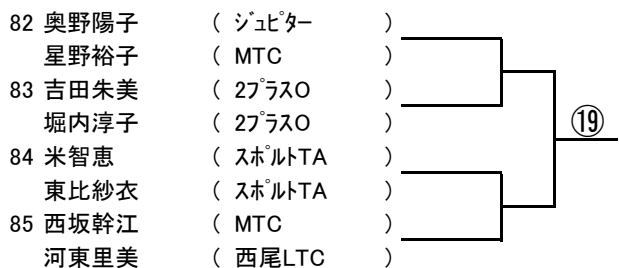 82 奥野陽子 ( ｼﾞｭﾋﾟﾀｰ )
星野裕子 ( MTC )
83 吉田朱美 ( 2ﾌﾟﾗｽO )
堀内淳子 ( 2ﾌﾟﾗｽO )
⑲
84 米智恵 ( ｽﾎﾟﾙﾄTA )
東比紗衣 ( ｽﾎﾟﾙﾄTA )
85 西坂幹江 ( MTC )
河東里美 ( 西尾LTC )